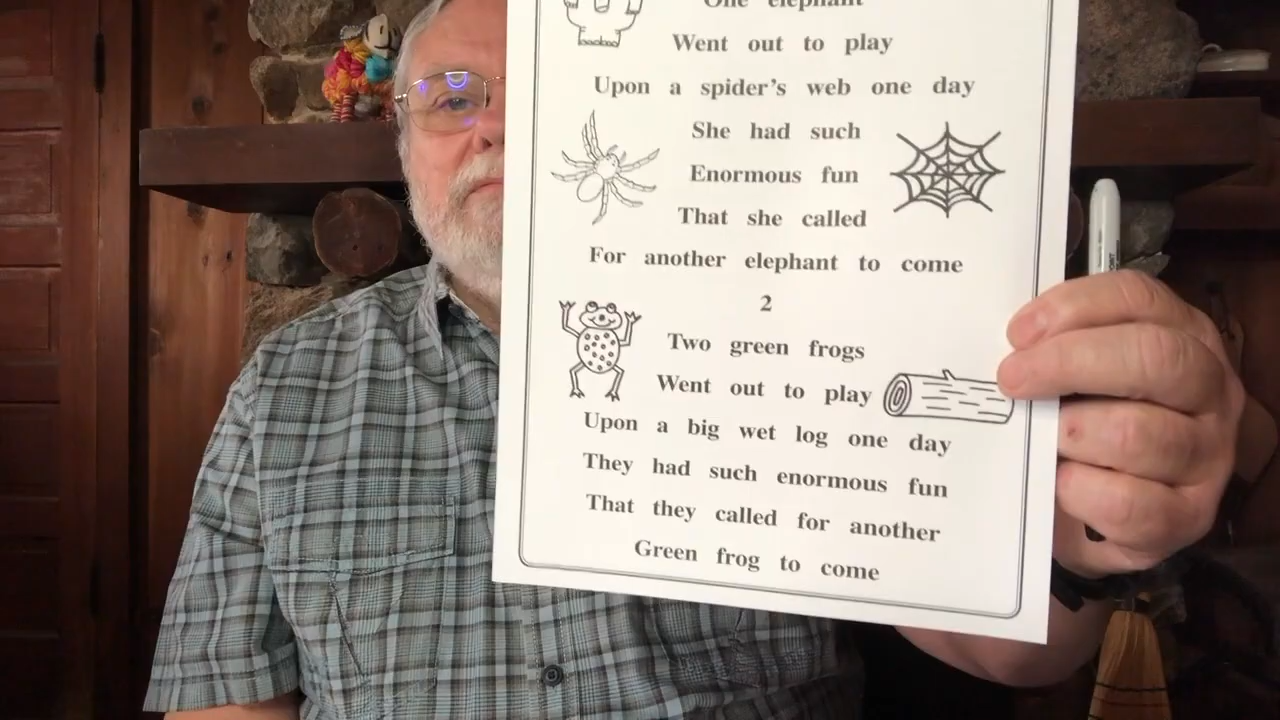 One elephant
Went out to play
Upon a spider's web one day
She had such
Enormous fun
That she called
For another elephant to come
2
Two green frogs
Went out to play
Upon a big wet log one day
They had such enormous fun
That they called for another
Green frog to come